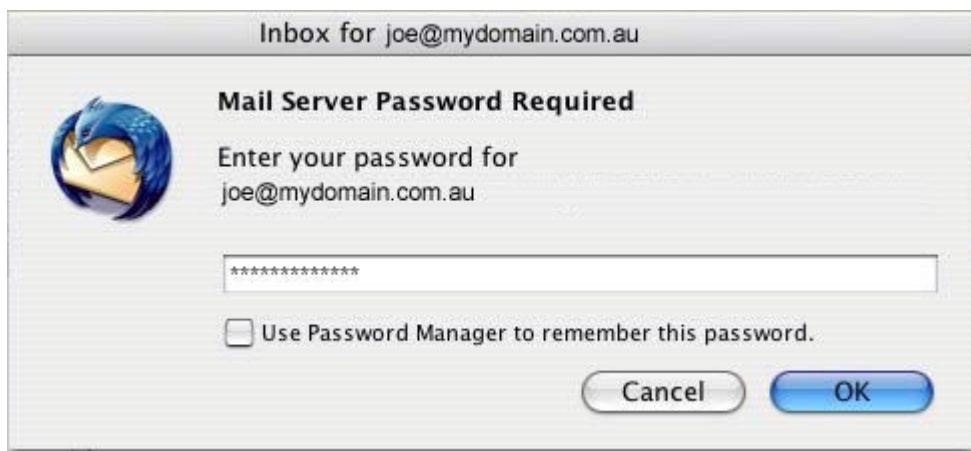 Inbox for joe@mydomain.com.au
Mail Server Password Required
Enter your password for
joe@mydomain.com.au
*************
Use Password Manager to remember this password.
Cancel
OK